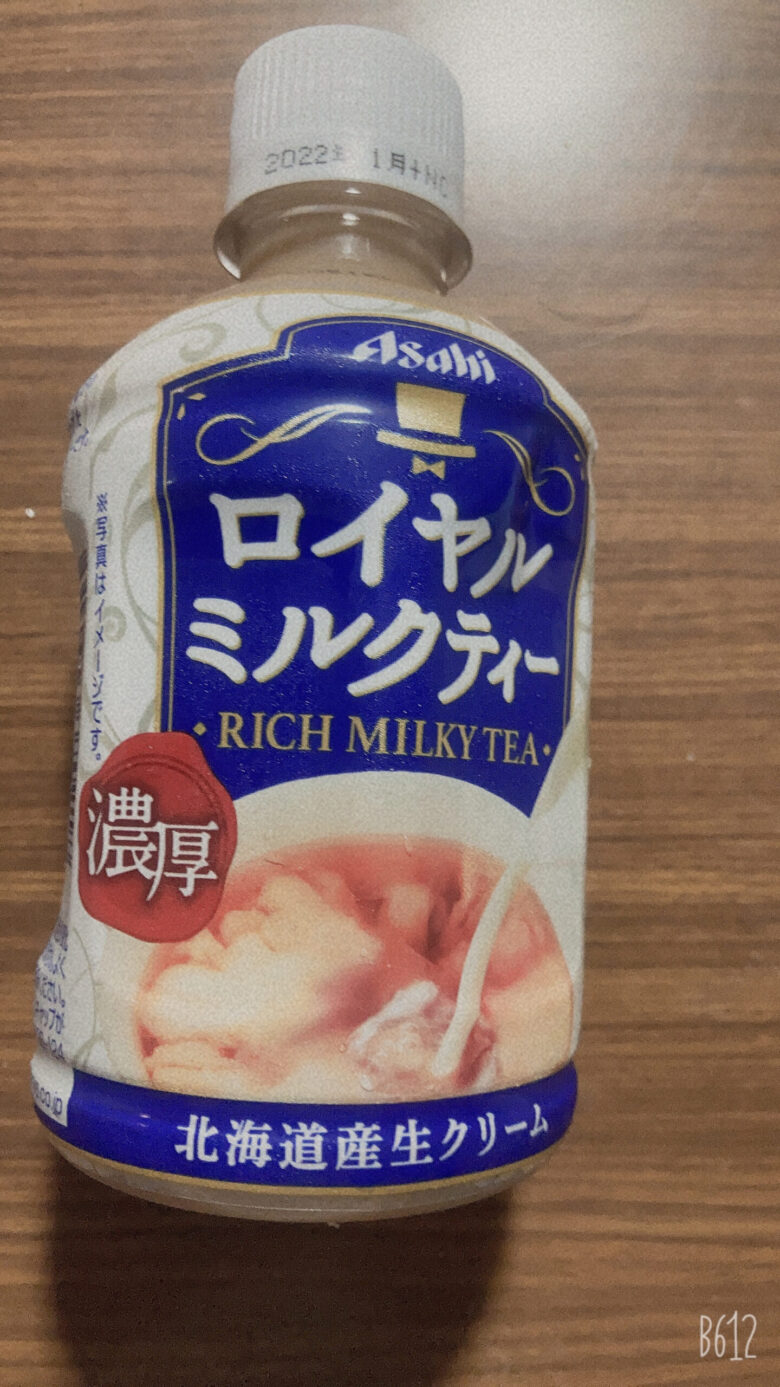 2022年 1月+HC
Asahi
ロイヤル
ミルクティー
RICH MILKY TEA
※写真はイメージです。
濃厚
北海道産生クリーム
B612